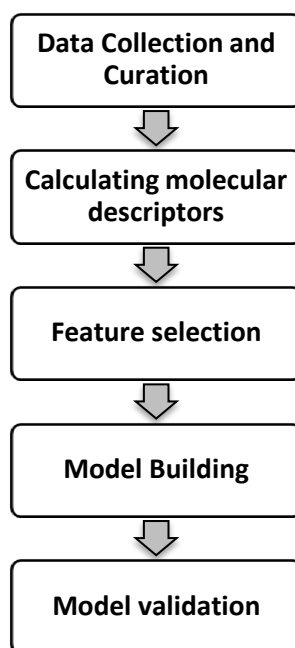 Data Collection and
Curation
Calculating molecular
descriptors
Feature selection
Model Building
Model validation